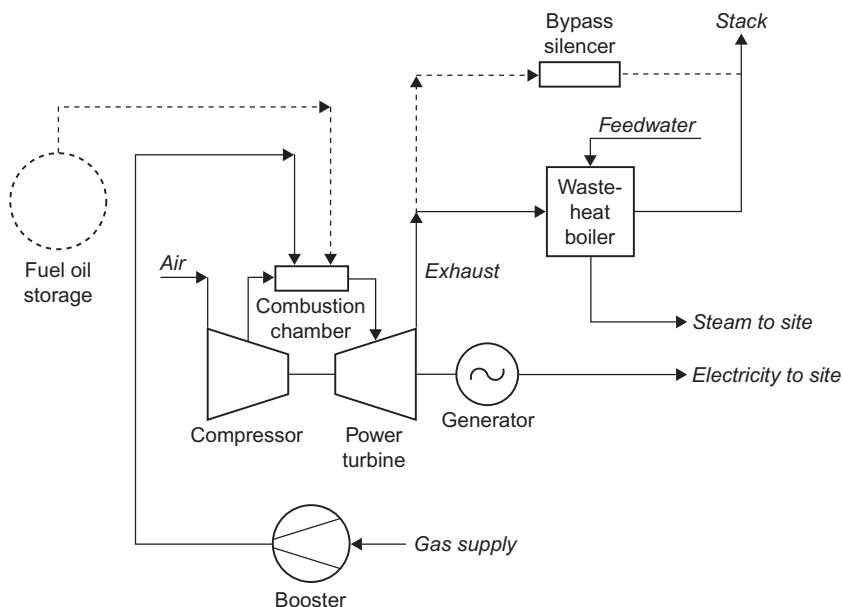 Bypass
silencer
Stack
Feedwater
Waste-
heat
boiler
Fuel oil
storage
Air
Combustion
chamber
Exhaust
Steam to site
Electricity to site
Compressor
Power
turbine
Generator
Gas supply
Booster